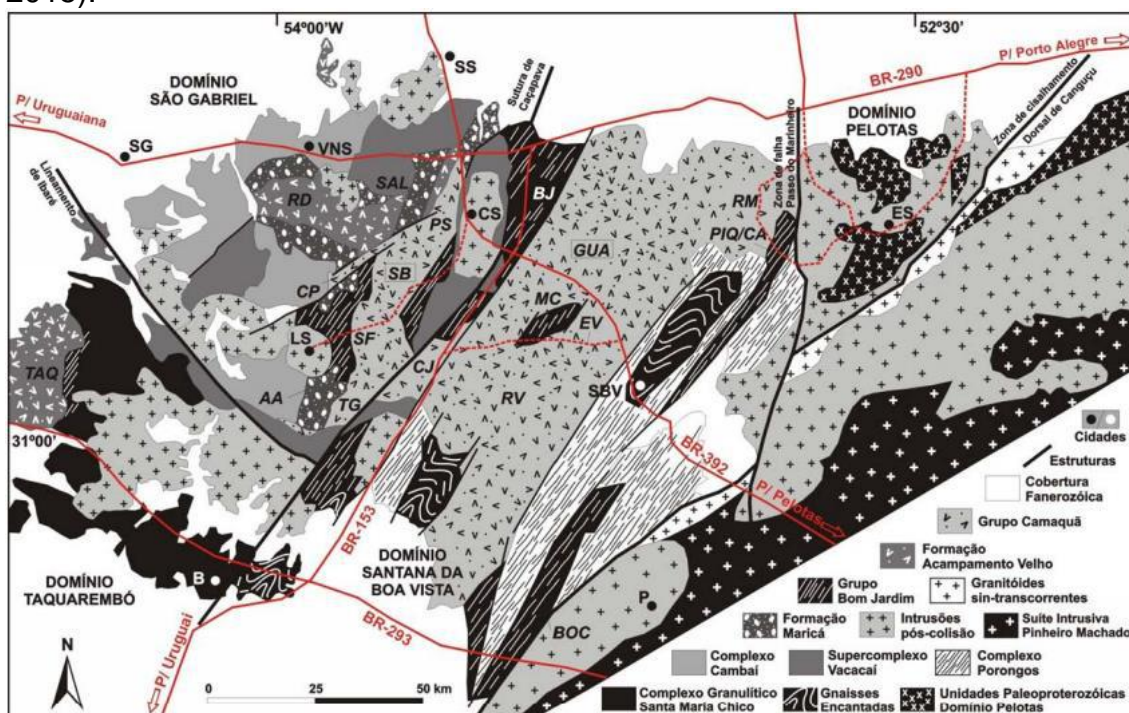 2018).
54º00'W
52º30'
P/ Porto Alegre
BR-290
SS
DOMÍNIO
SÃO GABRIEL
Sutura de
Caçapava
Zona de cisalhamento
Dorsal de Canguçu
DOMÍNIO
PELOTAS
P/ Uruguaiana
SG
VNS
Zona de falha
Passo do Marinheiro
Lineamento
de Ibaré
SAL
RD
BJ
RM
ES
PS
CS
PIQ/CA
GUA
SB
CP
MC
EV
LS
SF
CJ
SBV
TAQ
AA
TG
RV
31º00'
BR-392
Cidades
Estruturas
P/ Pelotas
Cobertura
Fanerozóica
BR-153
Grupo Camaquã
Formação
Acampamento Velho
DOMÍNIO
TAQUAREMBÓ
B
DOMÍNIO
SANTANA DA
BOA VISTA
Grupo
Bom Jardim
Granitóides
sin-transcorrentes
P
BR-293
BOC
Formação
Maricá
Intrusões
pós-colisão
Suíte Intrusiva
Pinheiro Machado
N
P/ Uruguai
Complexo
Cambaí
Supercomplexo
Vacacaí
Complexo
Porongos
0 25 50 km
Complexo Granulítico
Santa Maria Chico
Gnaisses
Encantadas
Unidades Paleoproterozóicas
Domínio Pelotas